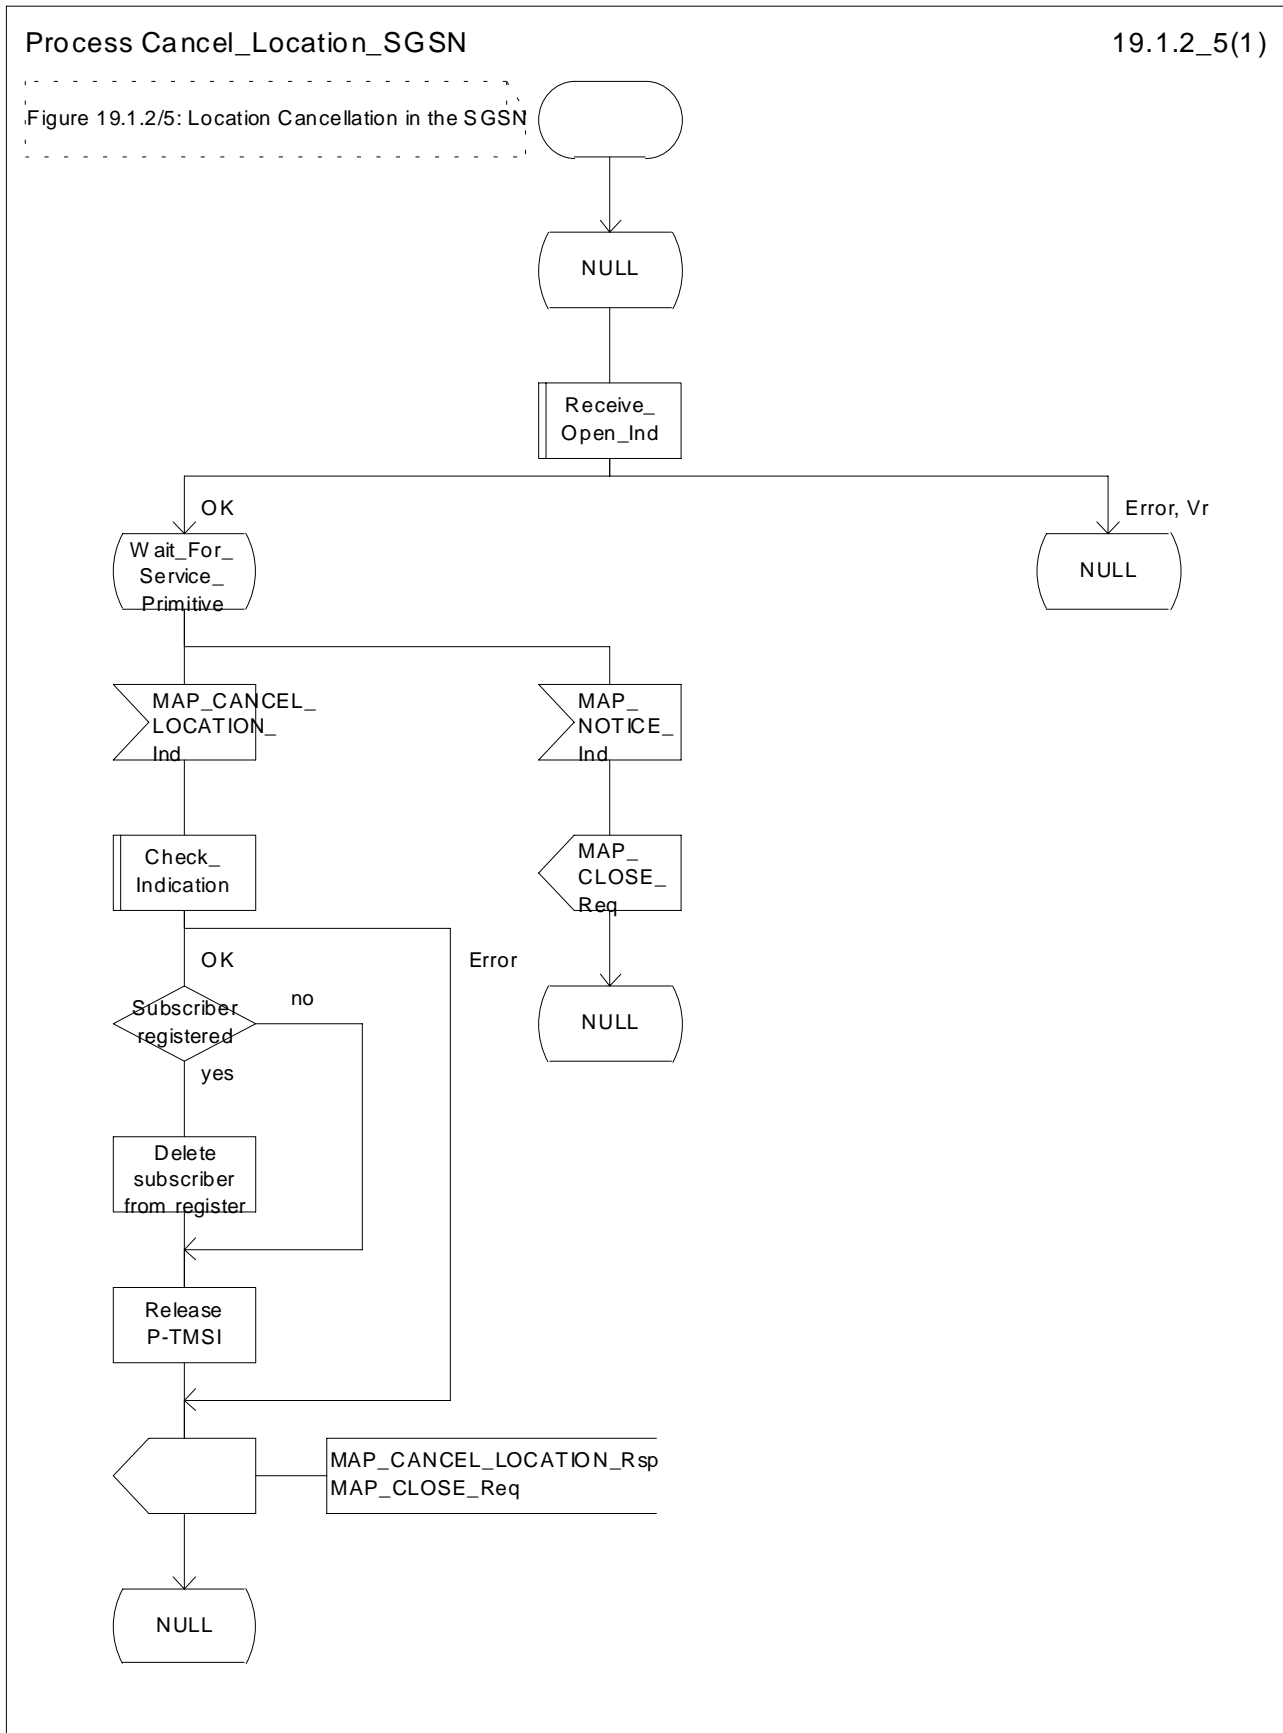 Process Cancel_Location_SGSN
19.1.2_5(1)
Figure 19.1.2/5: Location Cancellation in the SGSN
NULL
Receive_
Open_Ind
OK
Error, Vr
Wait_For_
Service_
Primitive
NULL
MAP_CANCEL_
LOCATION_
Ind
MAP_
NOTICE_
Ind
Check_
Indication
MAP_
CLOSE_
Req
OK
Error
Subscriber
registered
no
yes
NULL
Delete
subscriber
from register
Release
P-TMSI
MAP_CANCEL_LOCATION_Rsp
MAP_CLOSE_Req
NULL